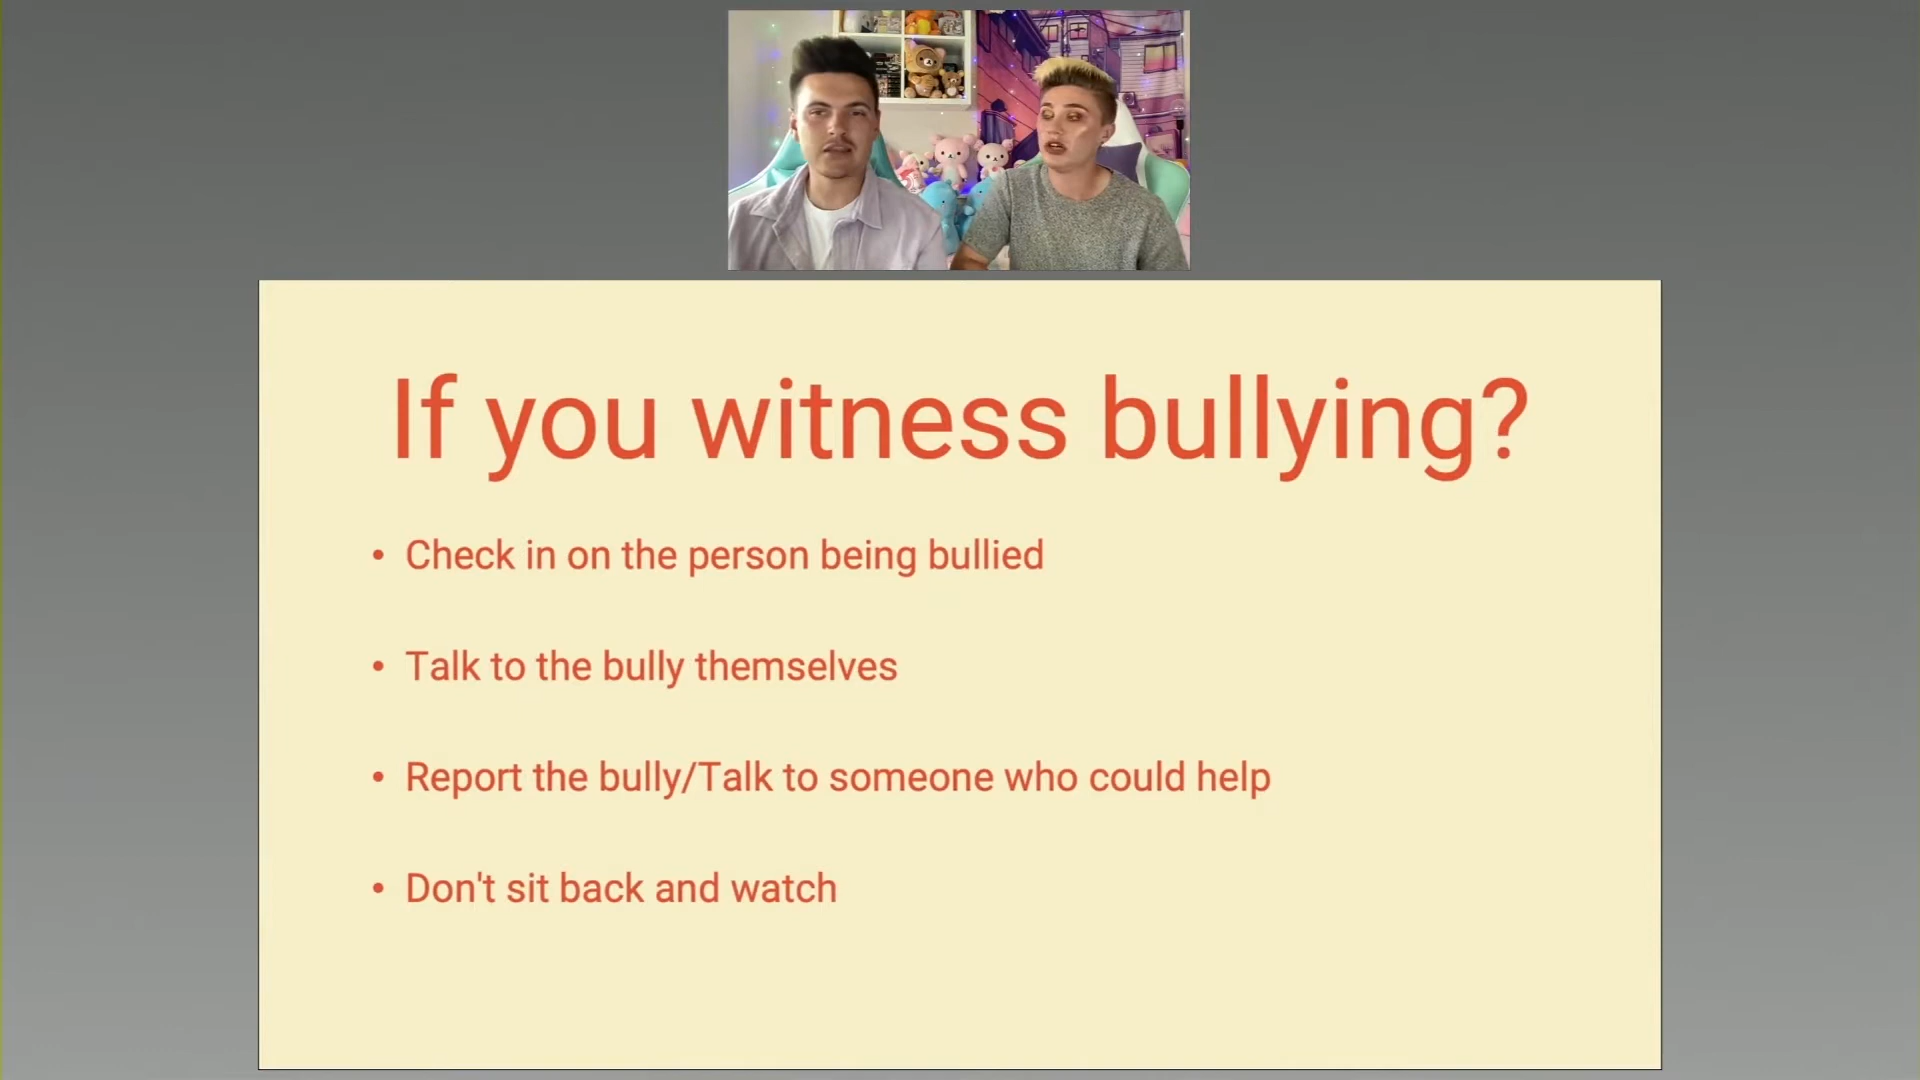 If you witness bullying?
• Check in on the person being bullied
• Talk to the bully themselves
• Report the bully/Talk to someone who could help
• Don't sit back and watch